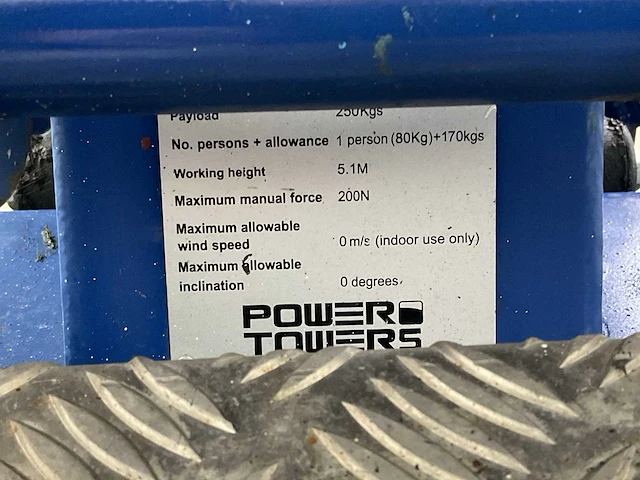 Payload 250Kgs
No. persons + allowance 1 person (80Kg)+170kgs
Working height 5.1M
Maximum manual force 200N
Maximum allowable
wind speed 0 m/s (indoor use only)
Maximum allowable
inclination 0 degrees
POWER
TOWERS